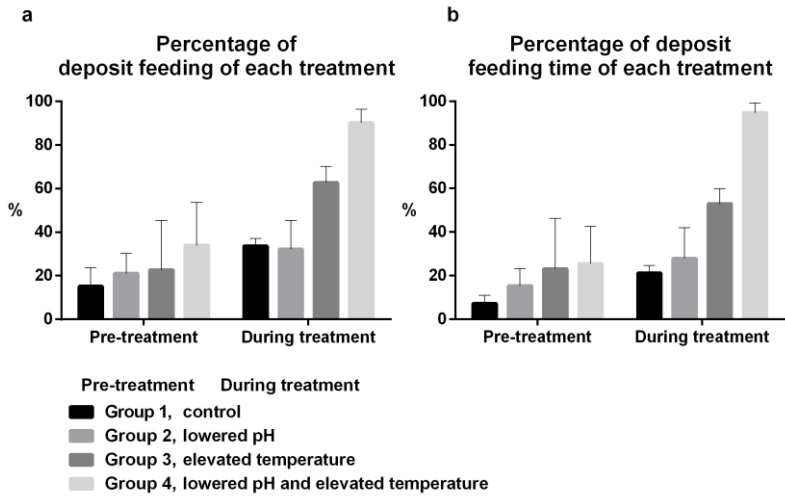 a
Percentage of
deposit feeding of each treatment
100
80
60
%
40
20
0
Pre-treatment During treatment
b
Percentage of deposit
feeding time of each treatment
100
80
60
%
40
20
0
Pre-treatment During treatment
Pre-treatment During treatment
Group 1, control
Group 2, lowered pH
Group 3, elevated temperature
Group 4, lowered pH and elevated temperature